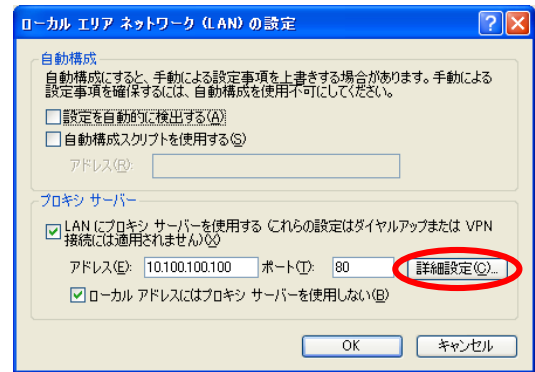 ローカル エリア ネットワーク (LAN) の設定
自動構成
自動構成にすると、手動による設定事項を上書きする場合があります。手動による
設定事項を確保するには、自動構成を使用不可にしてください。
設定を自動的に検出する(A)
自動構成スクリプトを使用する(S)
アドレス(R):
プロキシ サーバー
LAN にプロキシ サーバーを使用する (これらの設定はダイヤルアップまたは VPN
接続には適用されません)(X)
アドレス(E): 10.100.100.100 ポート(T): 80 詳細設定(C)...
ローカル アドレスにはプロキシ サーバーを使用しない(B)
OK キャンセル